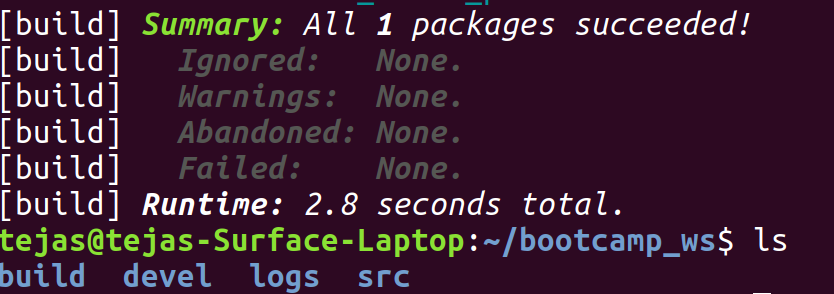 [build] Summary: All 1 packages succeeded!
[build] Ignored: None.
[build] Warnings: None.
[build] Abandoned: None.
[build] Failed: None.
[build] Runtime: 2.8 seconds total.
tejas@tejas-Surface-Laptop:~/bootcamp_ws$ ls
build devel logs src